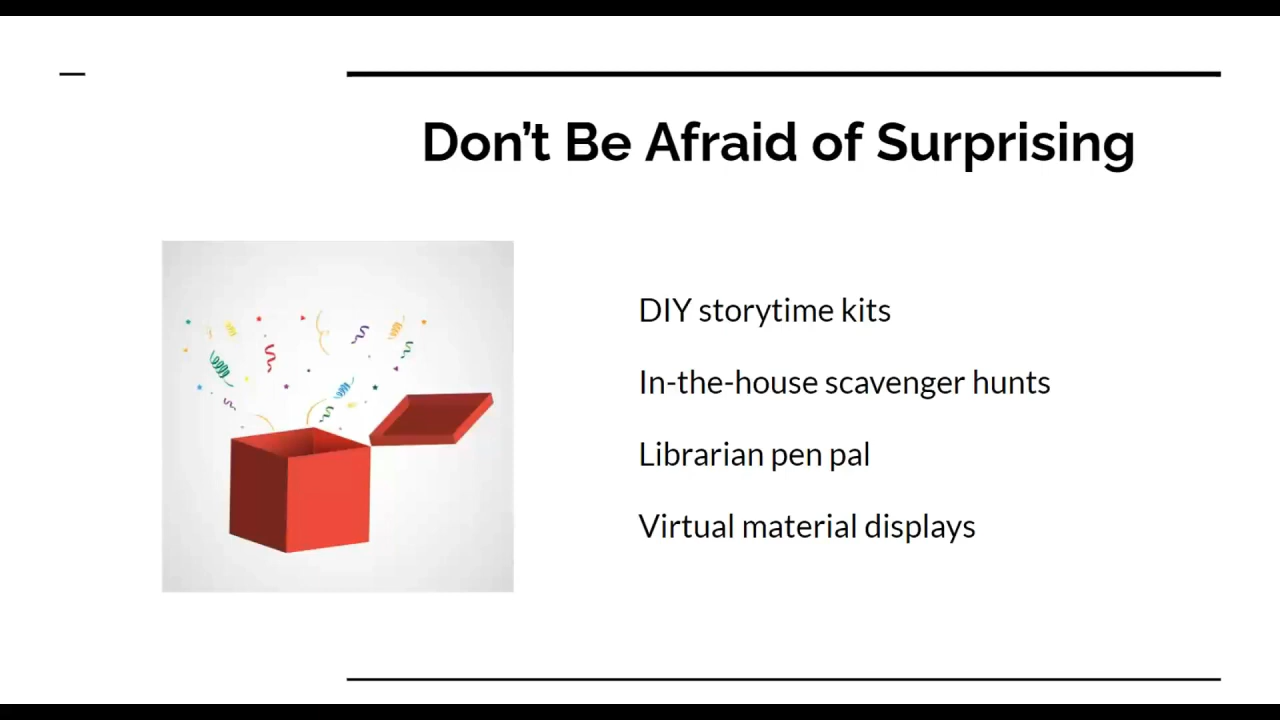 Don’t Be Afraid of Surprising
DIY storytime kits
In-the-house scavenger hunts
Librarian pen pal
Virtual material displays